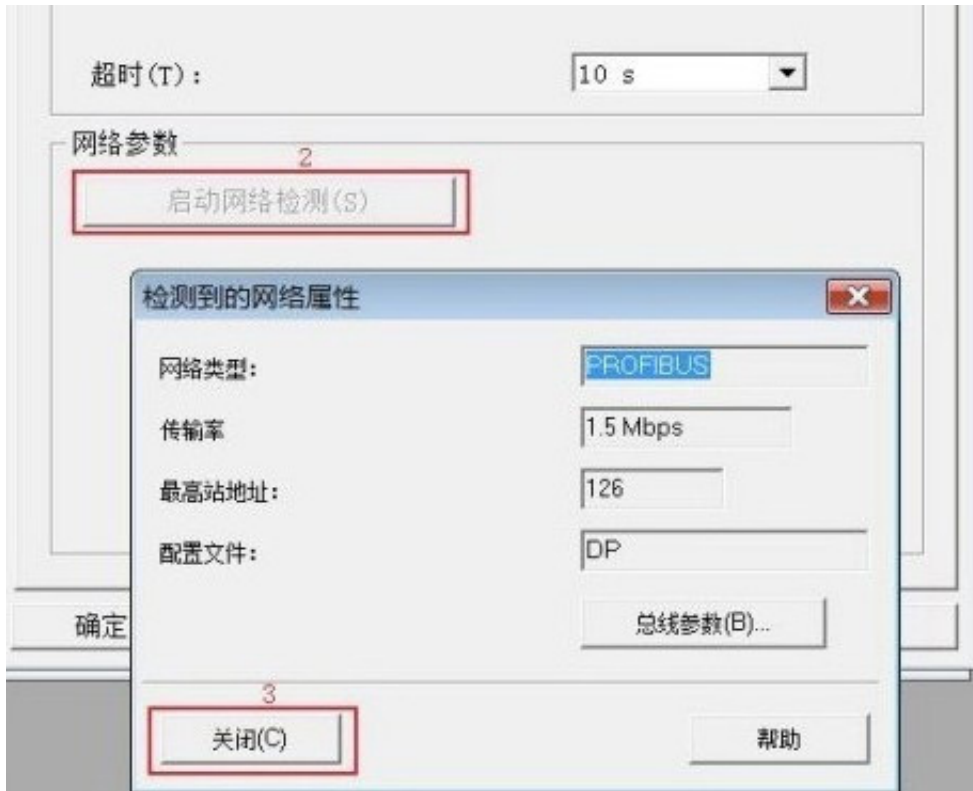 超时(T)：
10 s
网络参数
2
启动网络检测(S)
检测到的网络属性
网络类型:
PROFIBUS
传输率
1.5 Mbps
最高站地址:
126
配置文件:
DP
确定
总线参数(B)...
3
关闭(C)
帮助